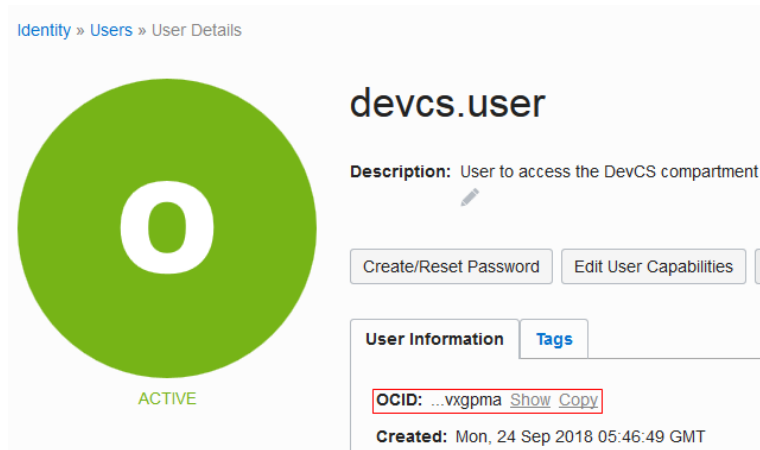 Identity » Users » User Details
devcs.user
Description: User to access the DevCS compartment
O
Create/Reset Password Edit User Capabilities
User Information Tags
ACTIVE
OCID: ...vxgpma Show Copy
Created: Mon, 24 Sep 2018 05:46:49 GMT